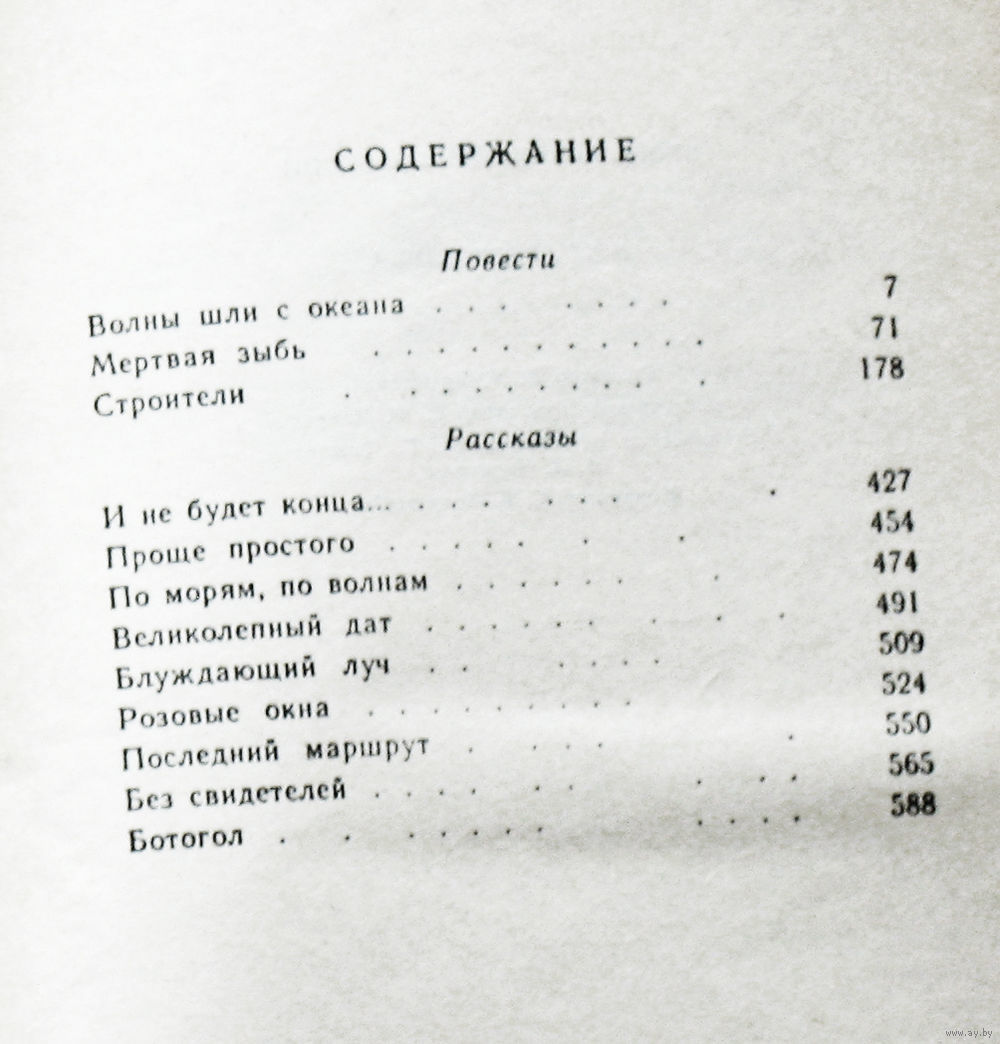 СОДЕРЖАНИЕ
Повести
Волны шли с океана . . . . . . . 7
Мертвая зыбь . . . . . . . . . . . 71
Строители . . . . . . . . . . 178
Рассказы
И не будет конца... . . . . . . . 427
Проще простого . . . . . . . 454
По морям, по волнам . . . . . . . 474
Великолепный дат . . . . . . . . . 491
Блуждающий луч . . . . . . 509
Розовые окна . . . . . . . . . 524
Последний маршрут . . . . . 550
Без свидетелей . . . . . . . . . 565
Ботогол . . . . . . . . . . . 588
www.ay.by